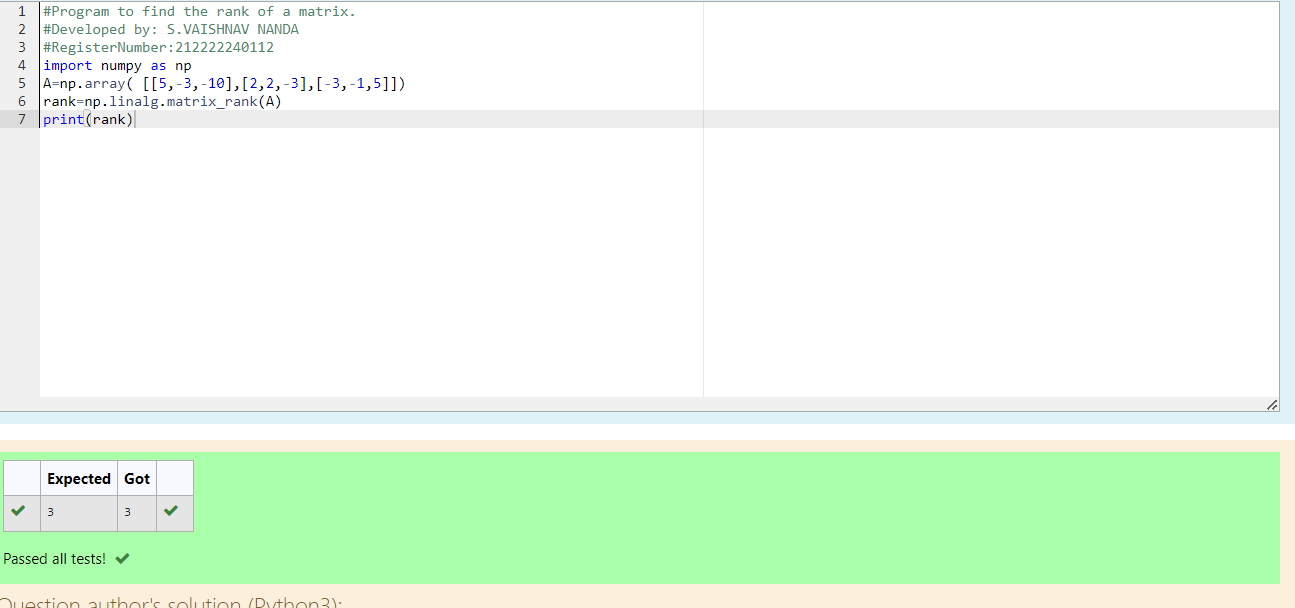 1 #Program to find the rank of a matrix.
2 #Developed by: S.VAISHNAV NANDA
3 #RegisterNumber:212222240112
4 import numpy as np
5 A=np.array( [[5,-3,-10],[2,2,-3],[-3,-1,5]])
6 rank=np.linalg.matrix_rank(A)
7 print(rank)
Expected Got
3 3
Passed all tests!
Question author's solution (Python3):